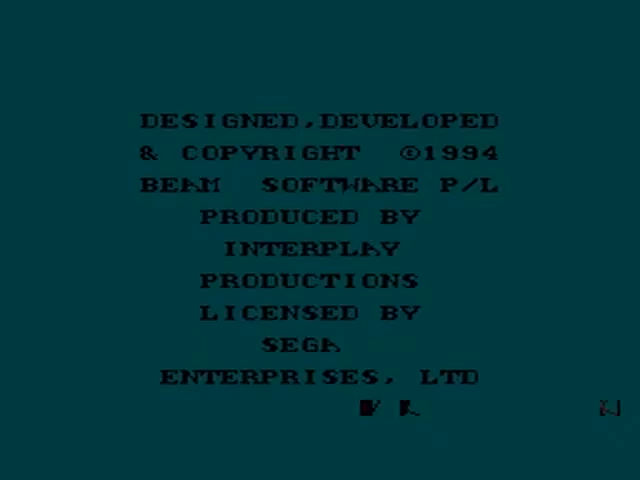 DESIGNED,DEVELOPED
& COPYRIGHT ©1994
BEAM SOFTWARE P/L
PRODUCED BY
INTERPLAY
PRODUCTIONS
LICENSED BY
SEGA
ENTERPRISES, LTD